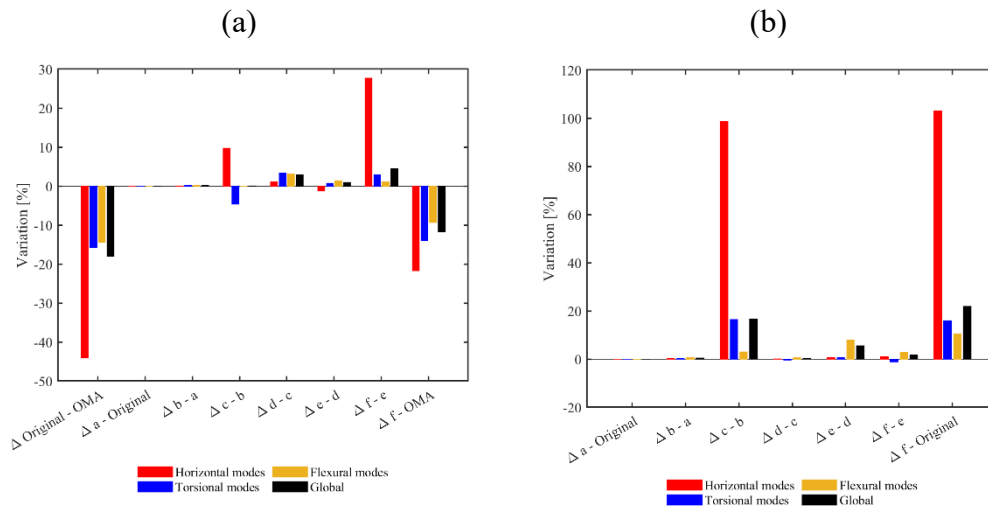 (a)
30
20
10
0
-10
-20
-30
-40
-50
Variation [%]
Δ Original - OMA
Δ a - Original
Δ b - a
Δ c - b
Δ d - c
Δ e - d
Δ f - e
Δ f - OMA
Horizontal modes
Flexural modes
Torsional modes
Global
(b)
120
100
80
60
40
20
0
-20
Variation [%]
Δ a - Original
Δ b - a
Δ c - b
Δ d - c
Δ e - d
Δ f - e
Δ f - Original
Horizontal modes
Flexural modes
Torsional modes
Global